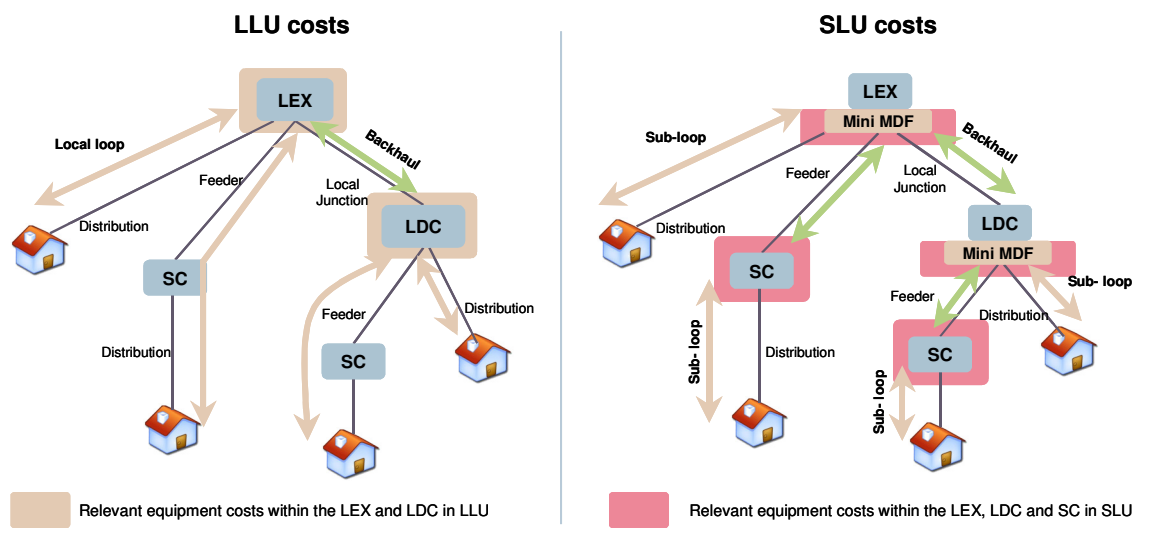 LLU costs
LEX
Local loop
Backhaul
Feeder
Local
Junction
Distribution
LDC
SC
Feeder
Distribution
Distribution
SC
Relevant equipment costs within the LEX and LDC in LLU
SLU costs
LEX
Mini MDF
Sub-loop
Backhaul
Feeder
Local
Junction
Distribution
LDC
Mini MDF
SC
Sub- loop
Feeder
Distribution
Sub- loop
Distribution
SC
Sub- loop
Relevant equipment costs within the LEX, LDC and SC in SLU